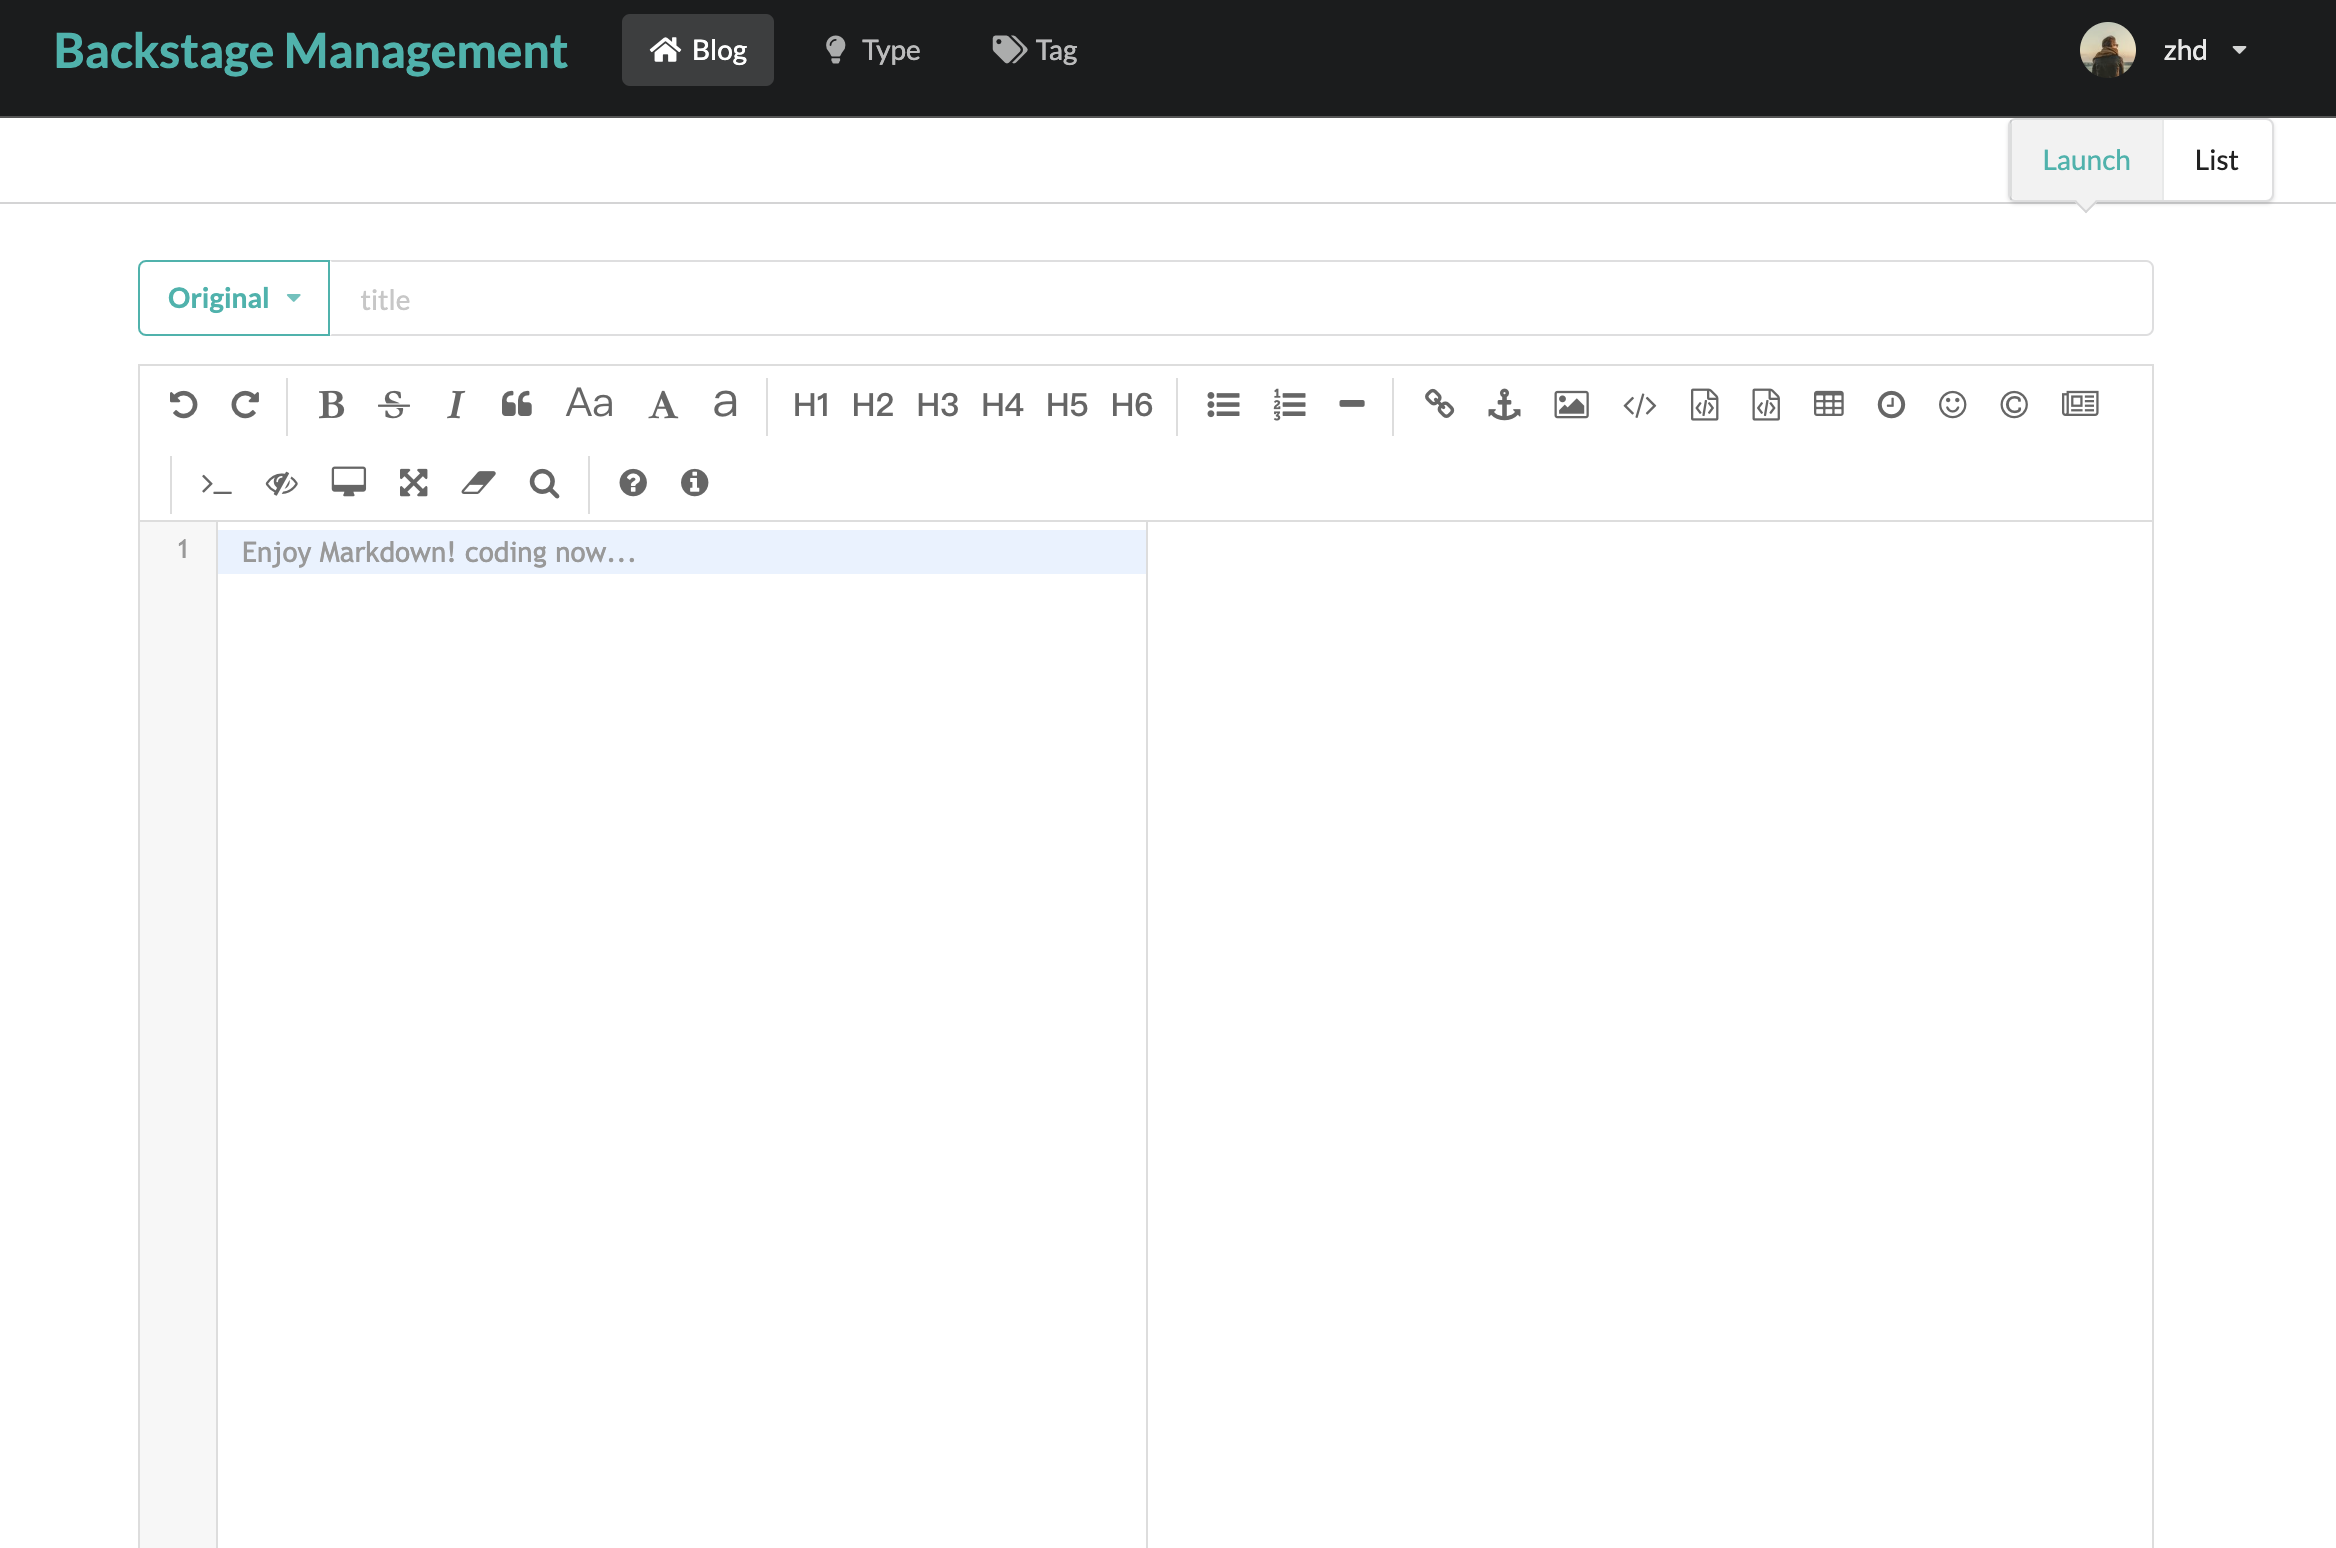 Backstage Management Blog Type Tag zhd
Launch List
Original title
B S I Aa A a H1 H2 H3 H4 H5 H6
1 Enjoy Markdown! coding now...